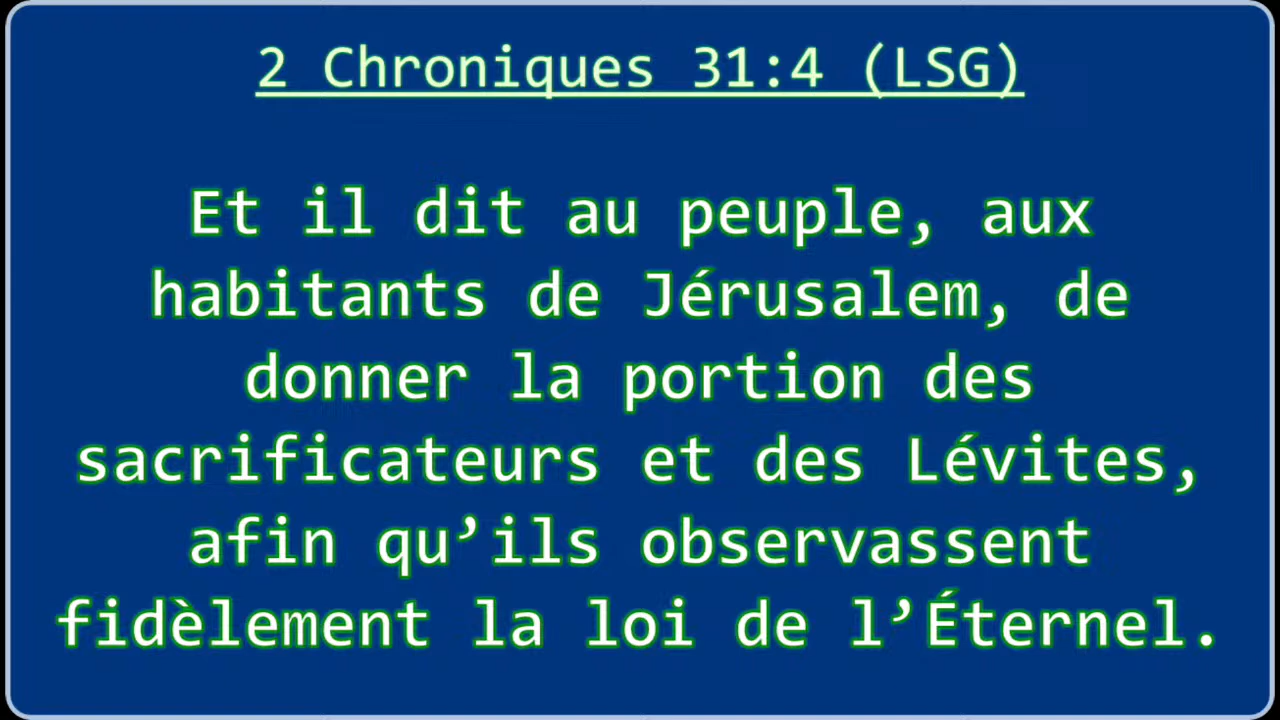 2 Chroniques 31:4 (LSG)
Et il dit au peuple, aux
habitants de Jérusalem, de
donner la portion des
sacrificateurs et des Lévites,
afin qu’ils observassent
fidèlement la loi de l’Éternel.